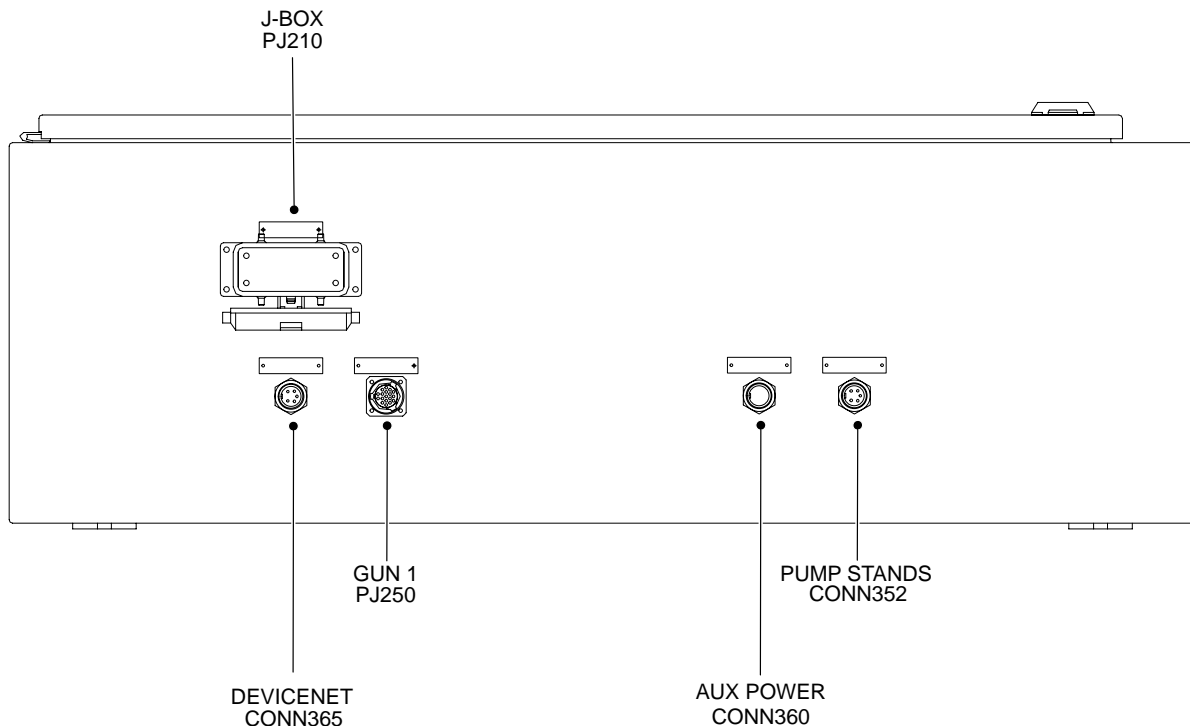 J-BOX
PJ210
GUN 1
PJ250
PUMP STANDS
CONN352
DEVICENET
CONN365
AUX POWER
CONN360